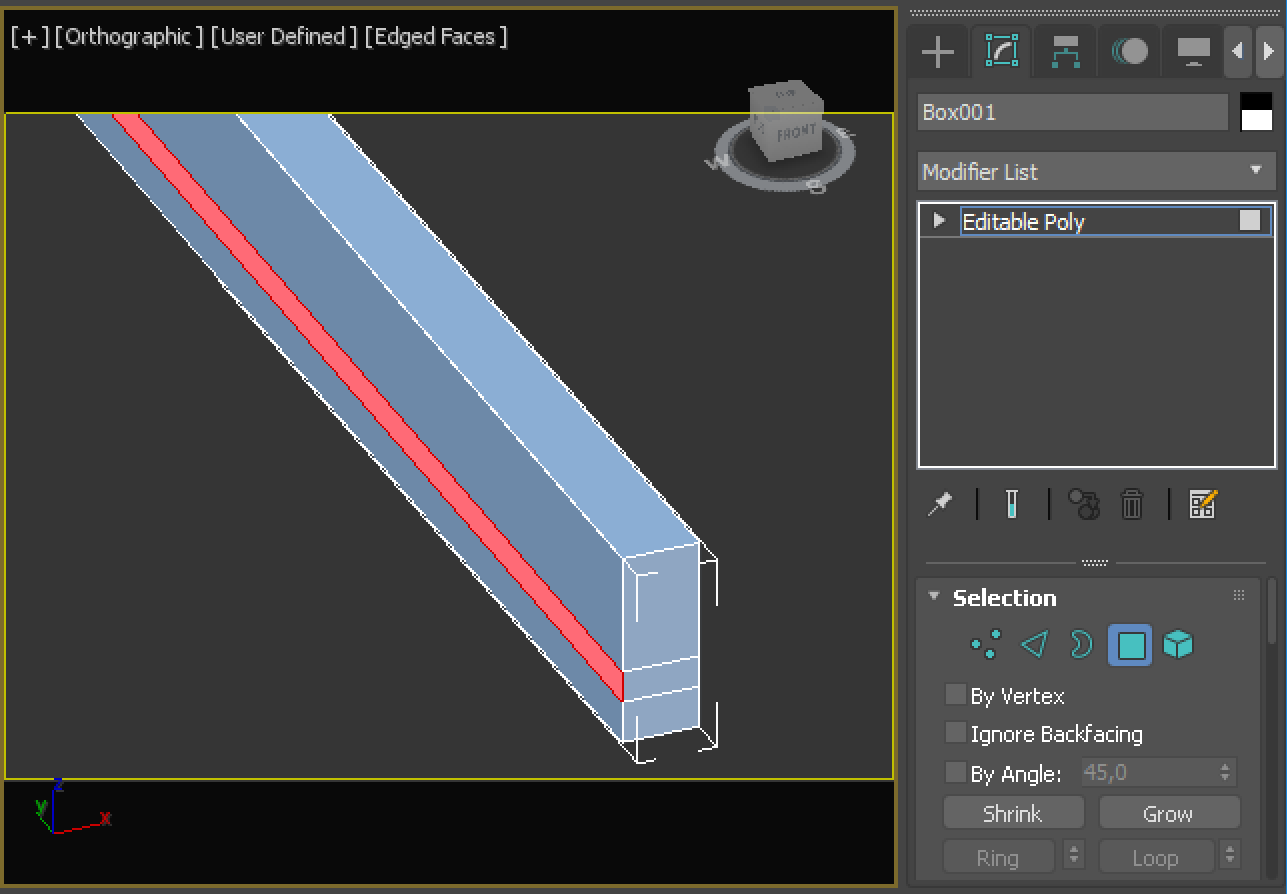 [+][Orthographic][User Defined][Edged Faces]
FRONT
W
S
z
y
x
Box001
Modifier List
Editable Poly
Selection
By Vertex
Ignore Backfacing
By Angle: 45,0
Shrink Grow
Ring Loop